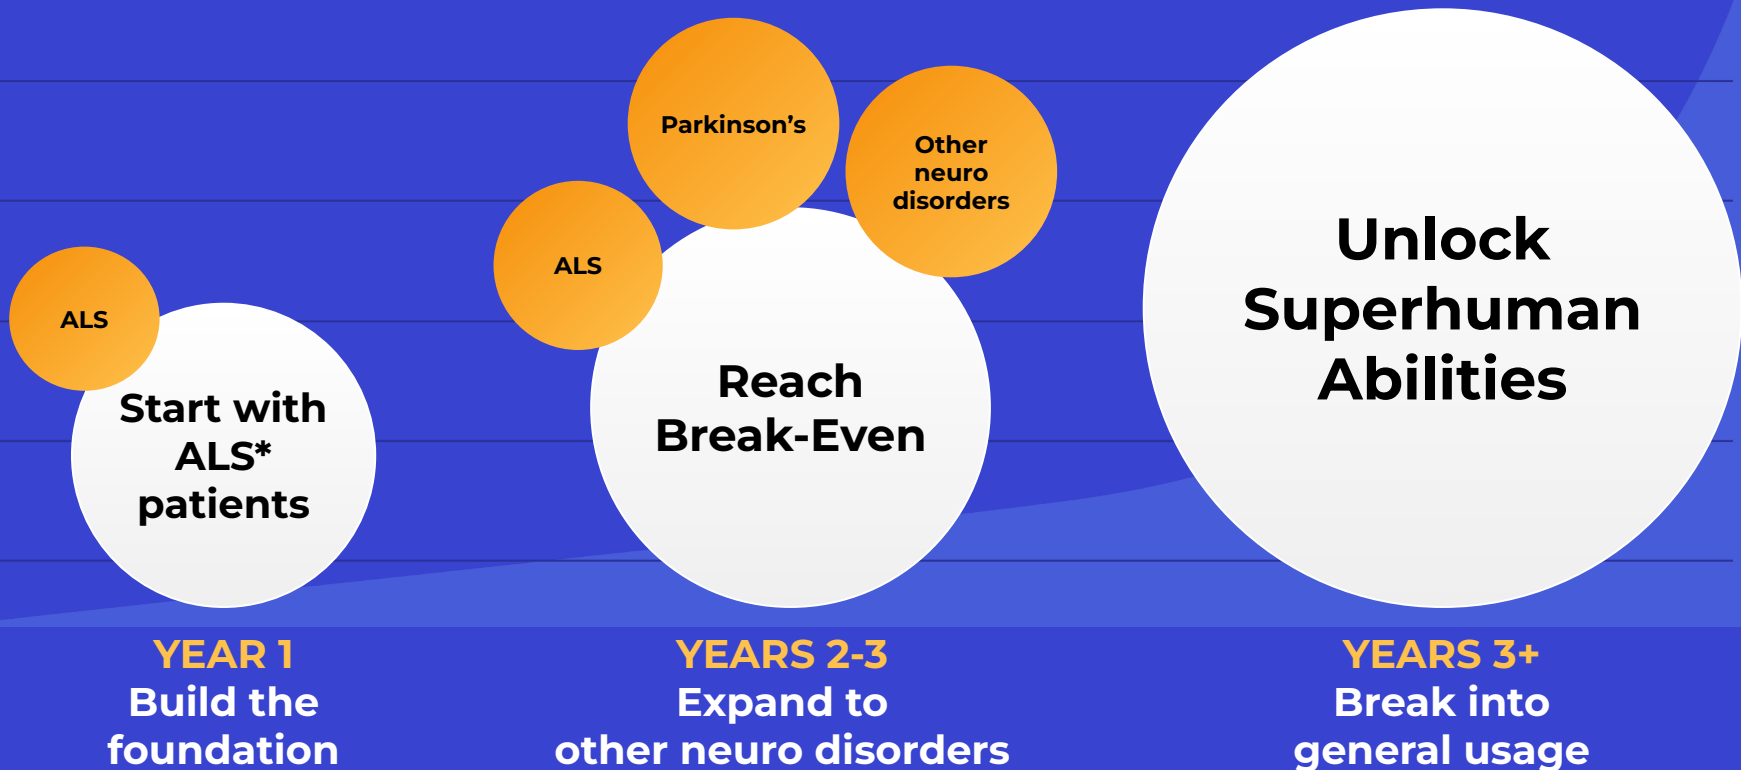 ALS
Start with
ALS*
patients
YEAR 1
Build the
foundation
ALS
Parkinson’s
Other
neuro
disorders
Reach
Break-Even
YEARS 2-3
Expand to
other neuro disorders
Unlock
Superhuman
Abilities
YEARS 3+
Break into
general usage